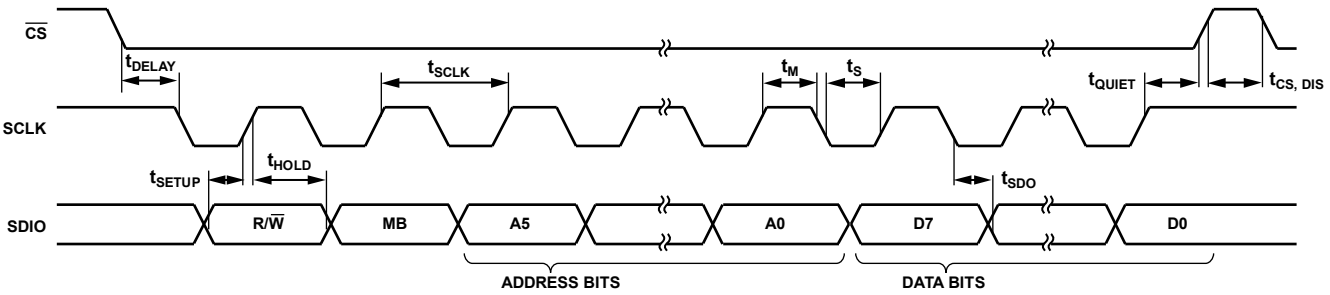 CS
tDELAY
tSCLK
tM
tS
tQUIET
tCS, DIS
SCLK
tSETUP
tHOLD
tSDO
SDIO
R/W
MB
A5
A0
D7
D0
ADDRESS BITS
DATA BITS